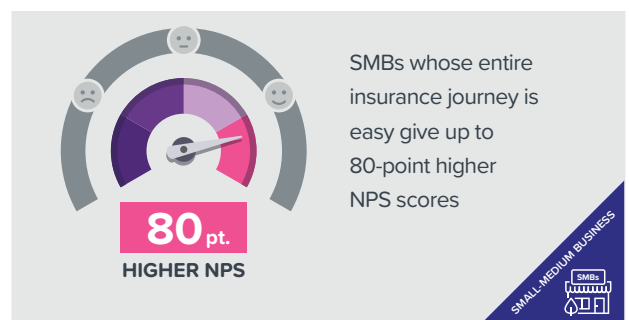 SMBs whose entire
insurance journey is
easy give up to
80-point higher
NPS scores
80 pt.
HIGHER NPS
SMALL-MEDIUM BUSINESS
SMBs